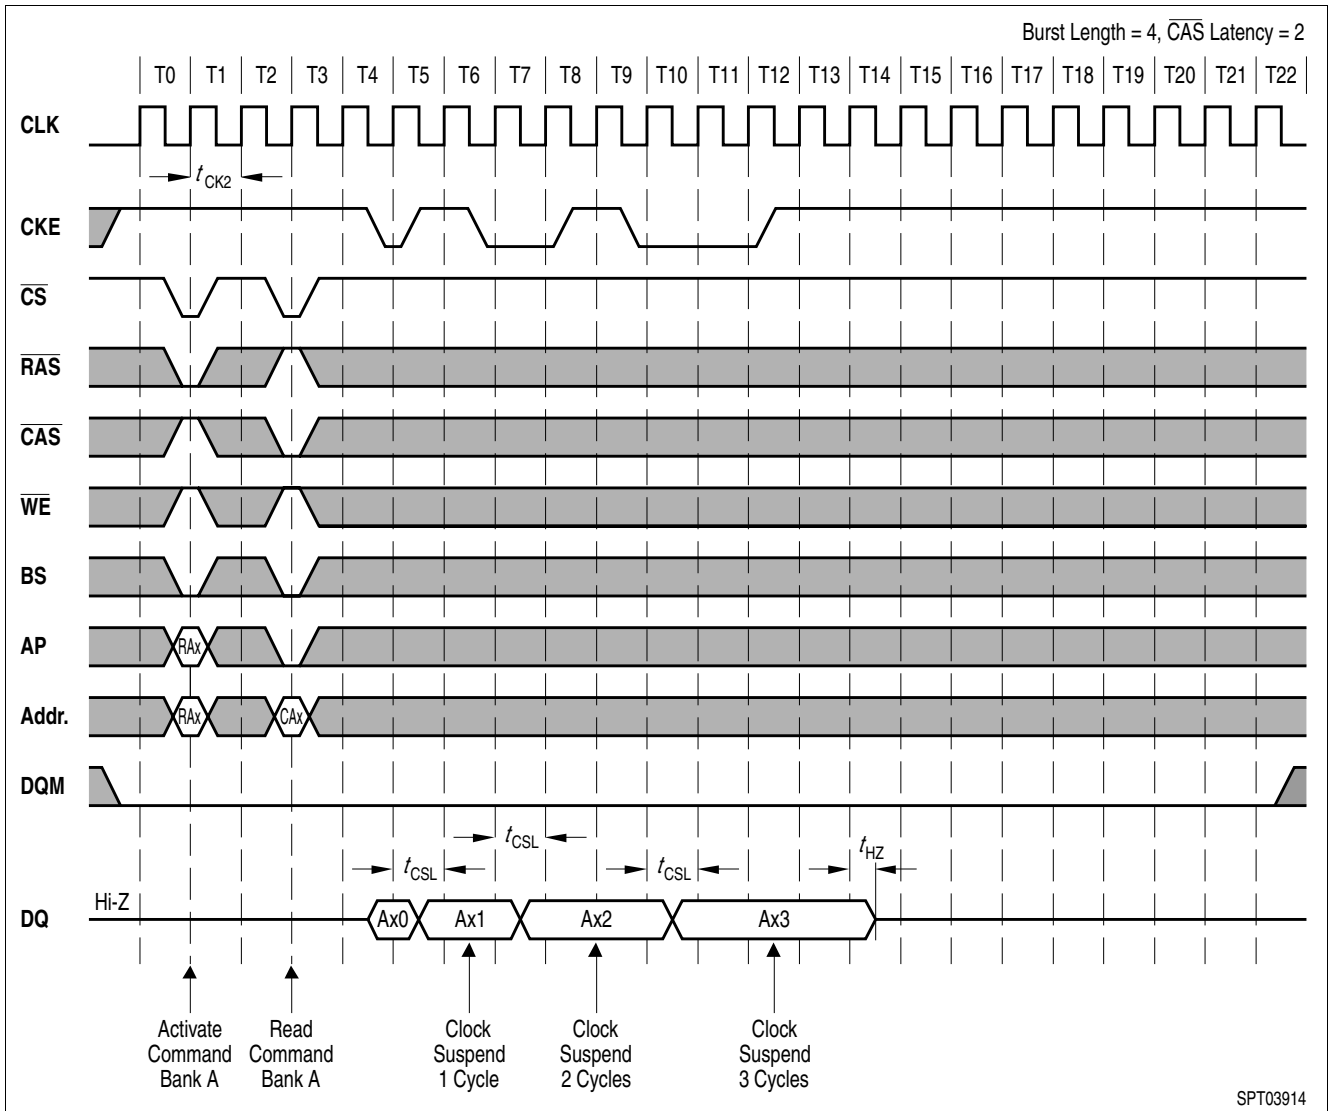 Burst Length = 4, CAS Latency = 2
T0 T1 T2 T3 T4 T5 T6 T7 T8 T9 T10 T11 T12 T13 T14 T15 T16 T17 T18 T19 T20 T21 T22
CLK
tCK2
CKE
CS
RAS
CAS
WE
BS
AP RAx
Addr. RAx CAx
DQM
tCSL
tCSL tCSL tHZ
Hi-Z
DQ Ax0 Ax1 Ax2 Ax3
Activate Command Bank A
Read Command Bank A
Clock Suspend 1 Cycle
Clock Suspend 2 Cycles
Clock Suspend 3 Cycles
SPT03914